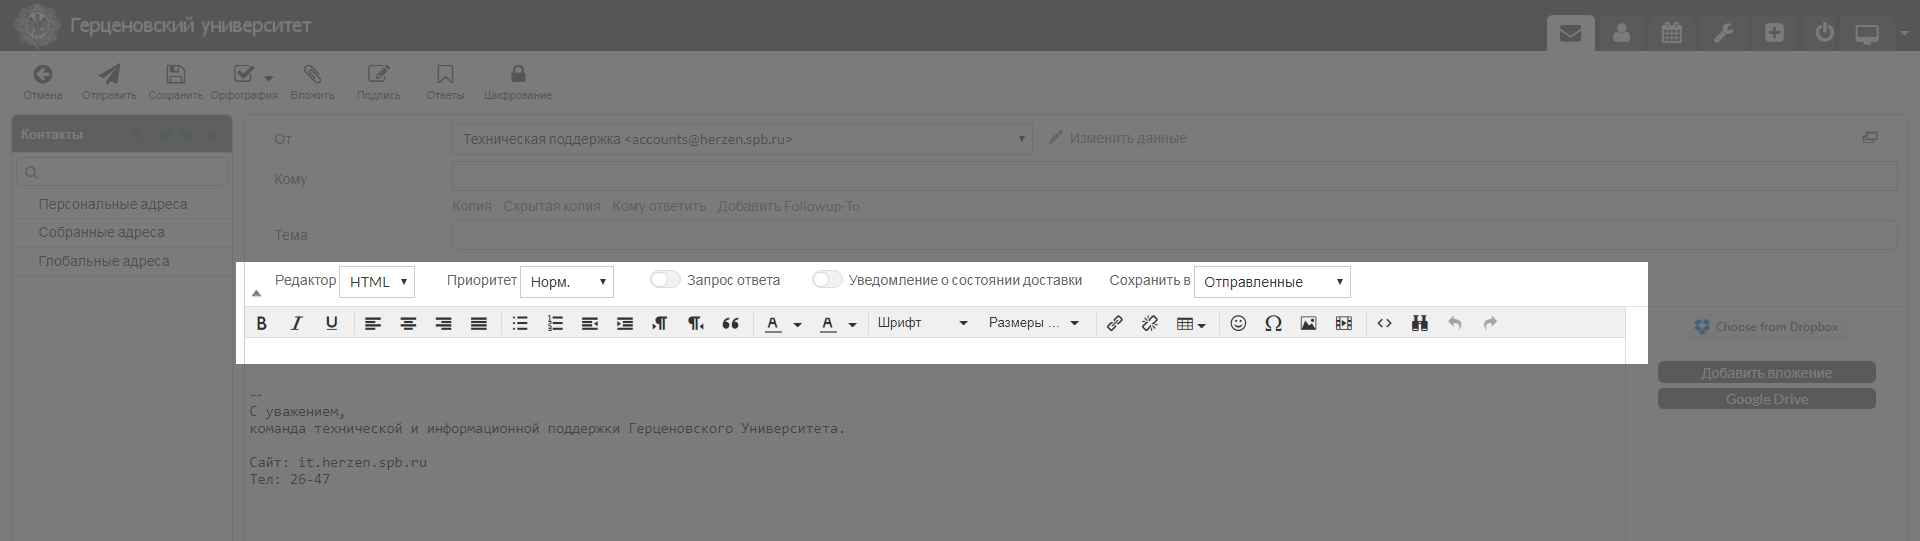 Герценовский университет
Отмена Отправить Сохранить Орфография Вложить Подпись Ответы Шифрование
Контакты
Персональные адреса
Собранные адреса
Глобальные адреса
От Техническая поддержка <accounts@herzen.spb.ru> Изменить данные
Кому
Копия Скрытая копия Кому ответить Добавить Followup-To
Тема
Редактор HTML Приоритет Норм. Запрос ответа Уведомление о состоянии доставки Сохранить в Отправленные
B I U A A Шрифт Размеры ...
Choose from Dropbox
Добавить вложение
Google Drive
--
С уважением,
команда технической и информационной поддержки Герценовского Университета.
Сайт: it.herzen.spb.ru
Тел: 26-47